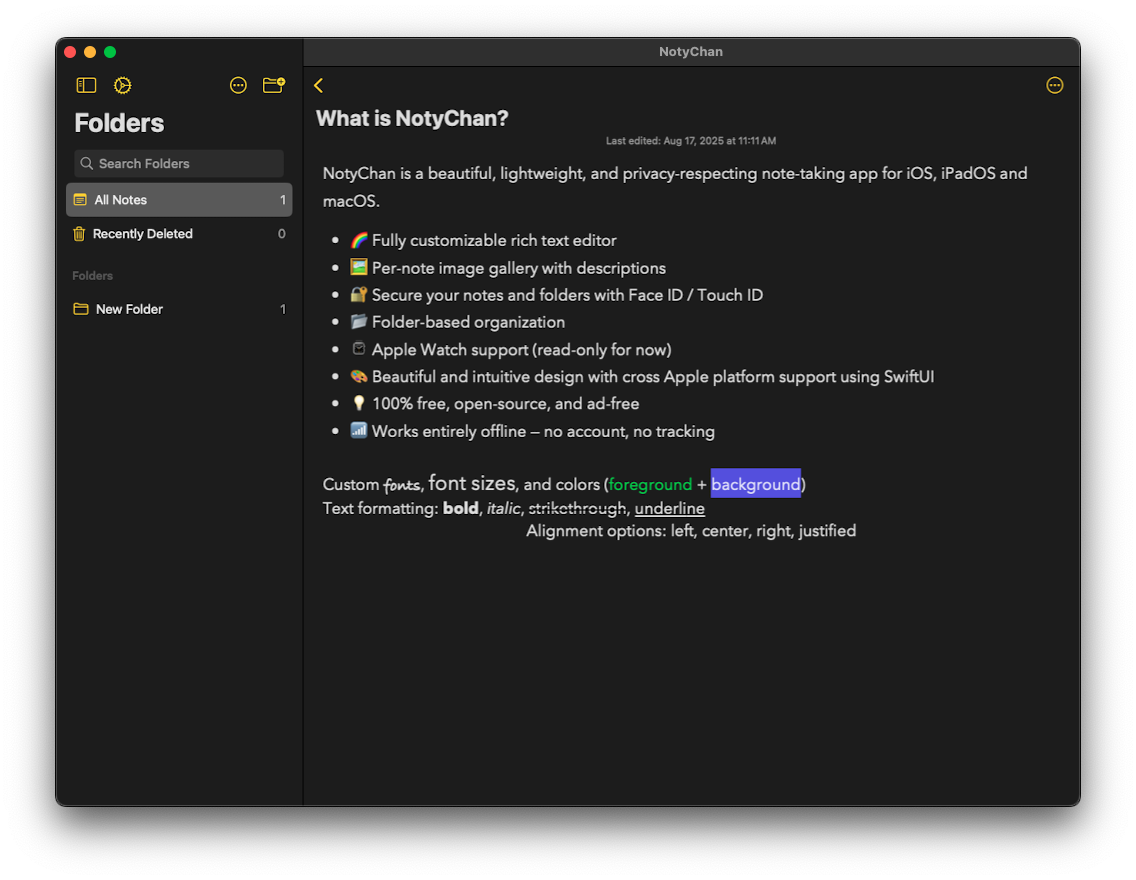 NotyChan
Folders
Search Folders
All Notes 1
Recently Deleted 0
Folders
New Folder 1
What is NotyChan?
Last edited: Aug 17, 2025 at 11:11 AM
NotyChan is a beautiful, lightweight, and privacy-respecting note-taking app for iOS, iPadOS and
macOS.
• 🌈 Fully customizable rich text editor
• 🖼️ Per-note image gallery with descriptions
• 🔐 Secure your notes and folders with Face ID / Touch ID
• 📂 Folder-based organization
• Apple Watch support (read-only for now)
• 🎨 Beautiful and intuitive design with cross Apple platform support using SwiftUI
• 💡 100% free, open-source, and ad-free
• 📶 Works entirely offline – no account, no tracking
Custom fonts, font sizes, and colors (foreground + background)
Text formatting: bold, italic, strikethrough, underline
Alignment options: left, center, right, justified